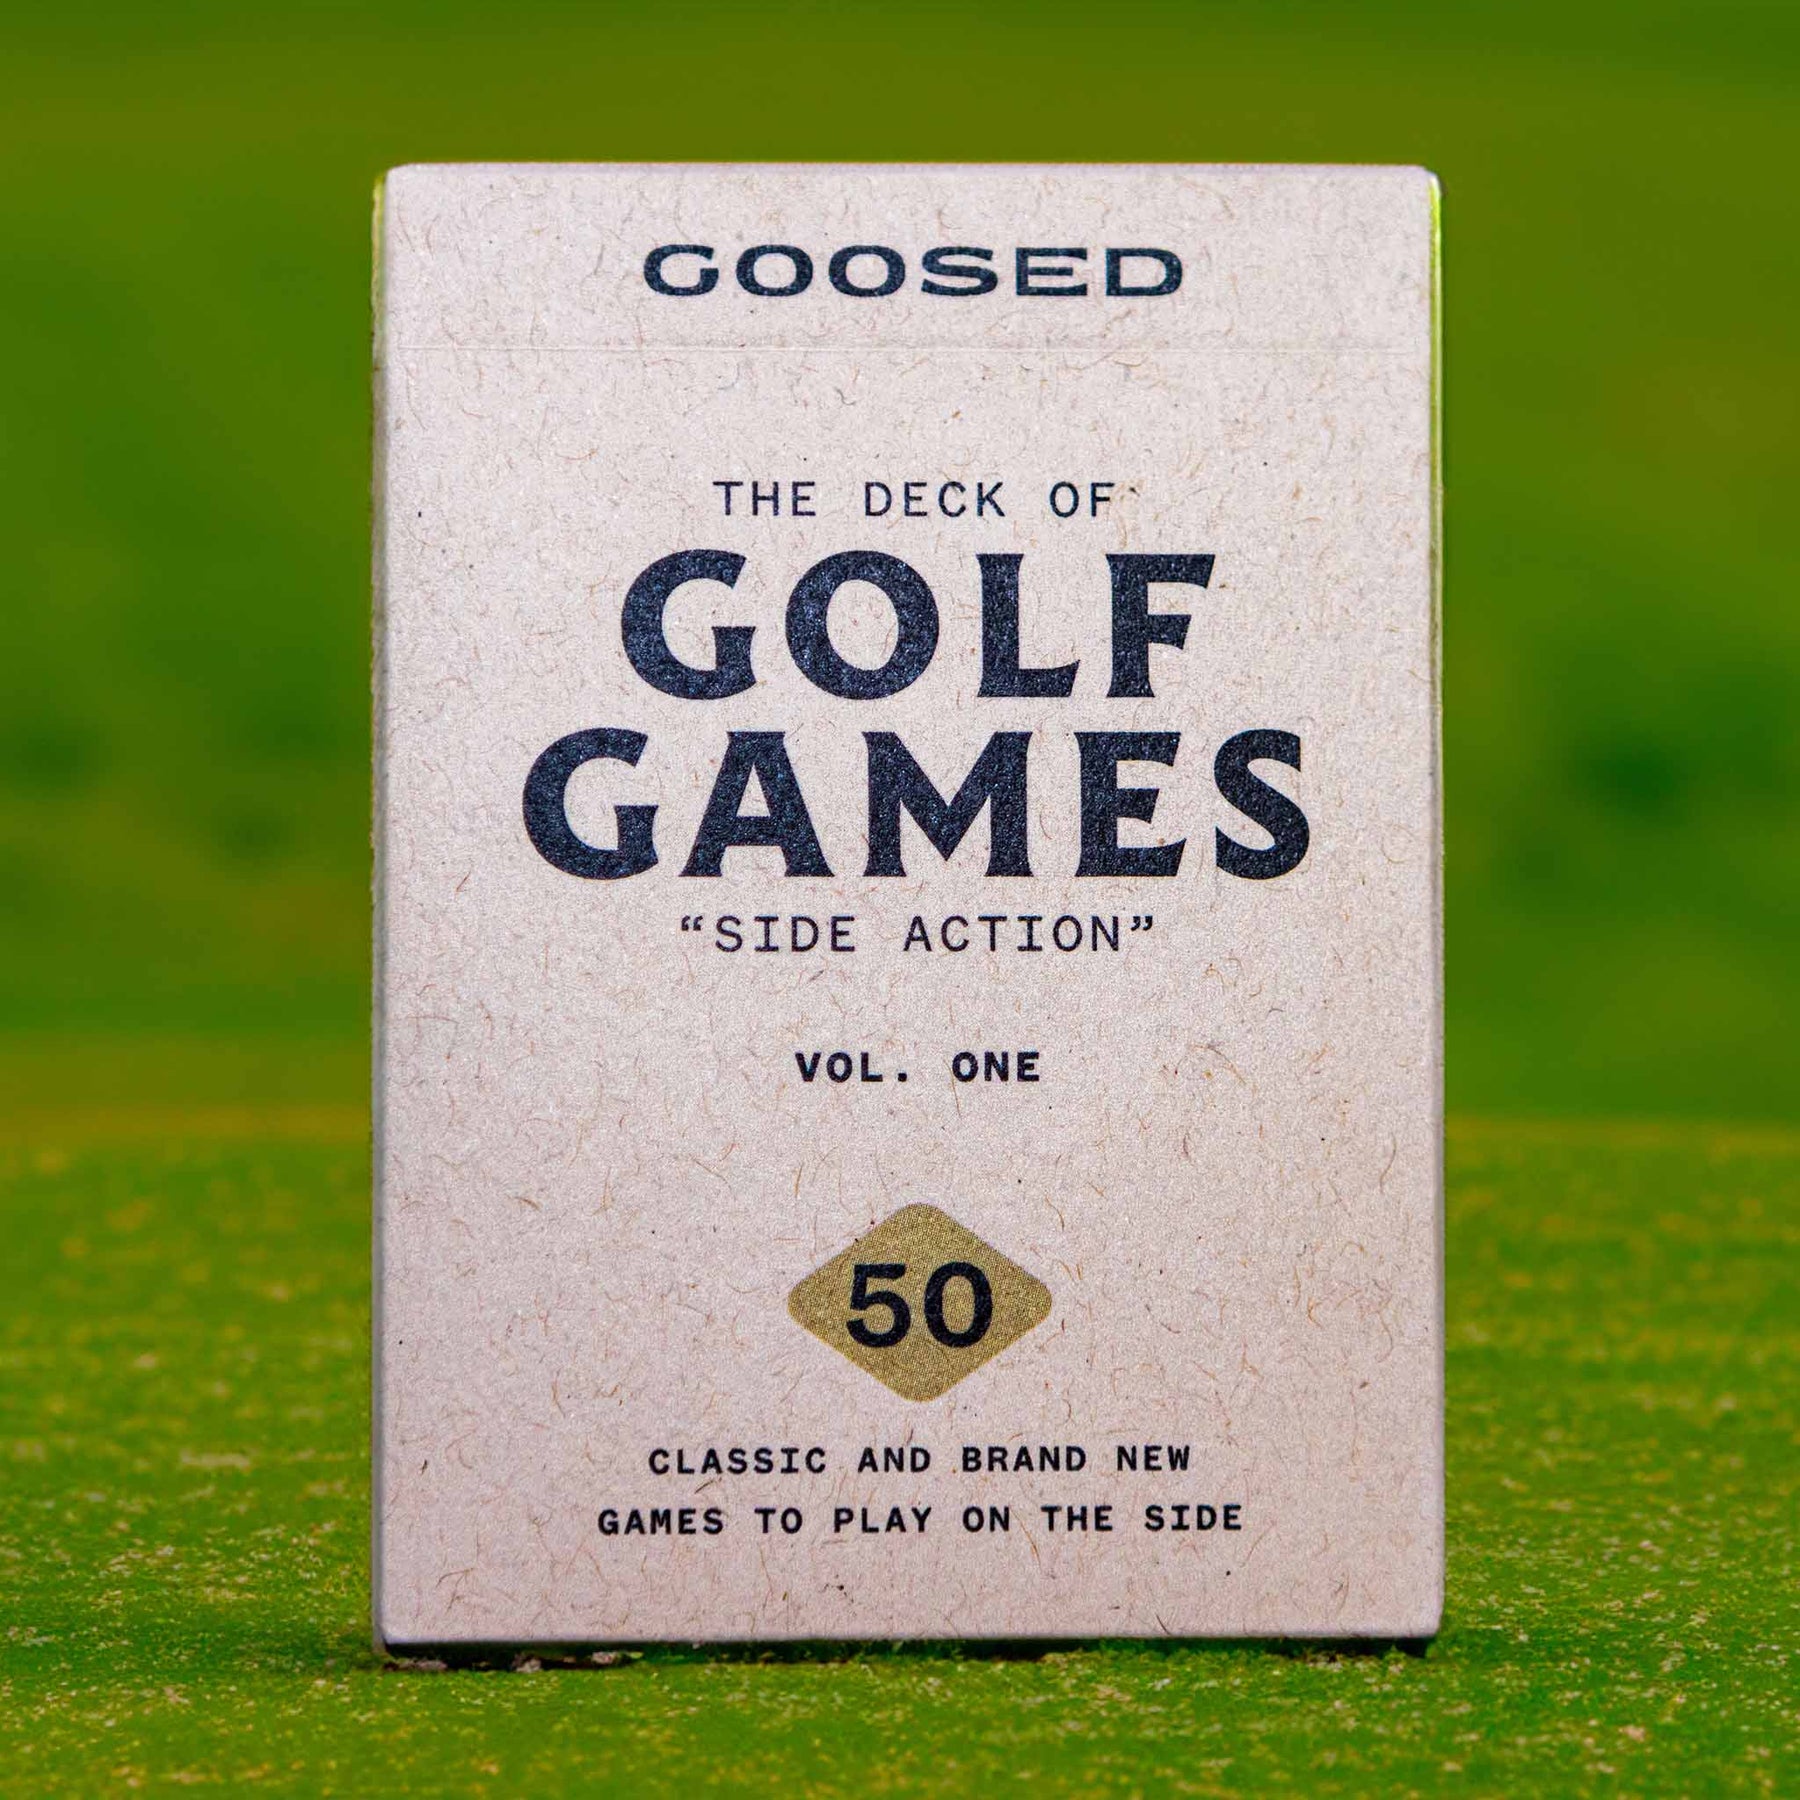 GOOSED
THE DECK OF
GOLF
GAMES
“SIDE ACTION”
VOL. ONE
50
CLASSIC AND BRAND NEW
GAMES TO PLAY ON THE SIDE